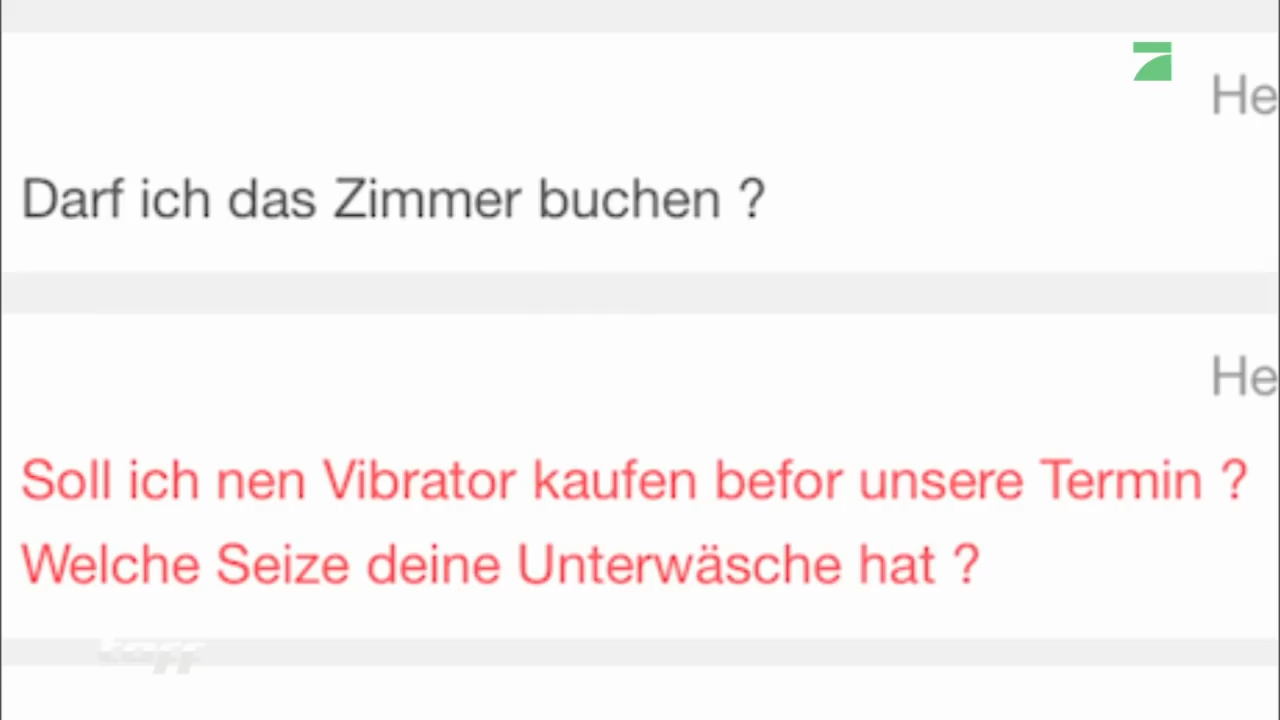 He
Darf ich das Zimmer buchen ?
He
Soll ich nen Vibrator kaufen befor unsere Termin ?
Welche Seize deine Unterwäsche hat ?
taff